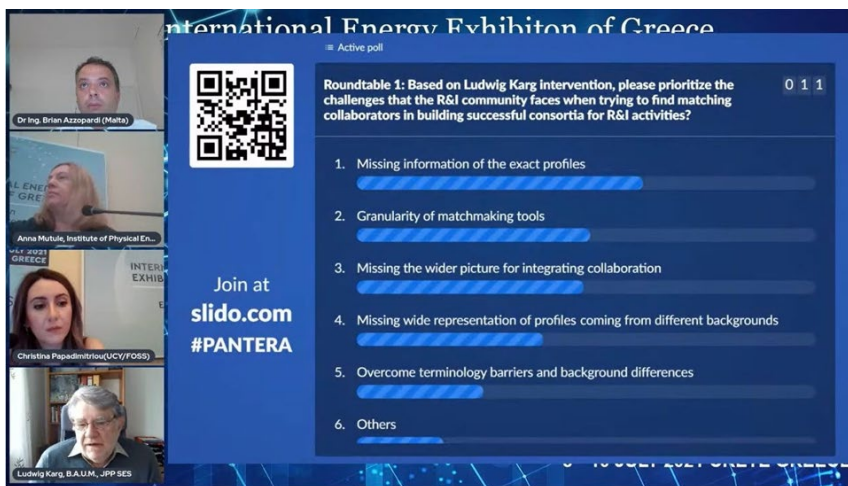 International Energy Exhibiton of Greece
Active poll
Roundtable 1: Based on Ludwig Karg intervention, please prioritize the
challenges that the R&I community faces when trying to find matching
collaborators in building successful consortia for R&I activities?
0 1 1
1. Missing information of the exact profiles
2. Granularity of matchmaking tools
3. Missing the wider picture for integrating collaboration
4. Missing wide representation of profiles coming from different backgrounds
5. Overcome terminology barriers and background differences
6. Others
Join at
slido.com
#PANTERA
Dr Ing. Brian Azzopardi (Malta)
Anna Mutule, Institute of Physical En...
GREECE
INTER
EXHIB
Christina Papadimitriou(UCY/FOSS)
Ludwig Karg, B.A.U.M., JPP SES